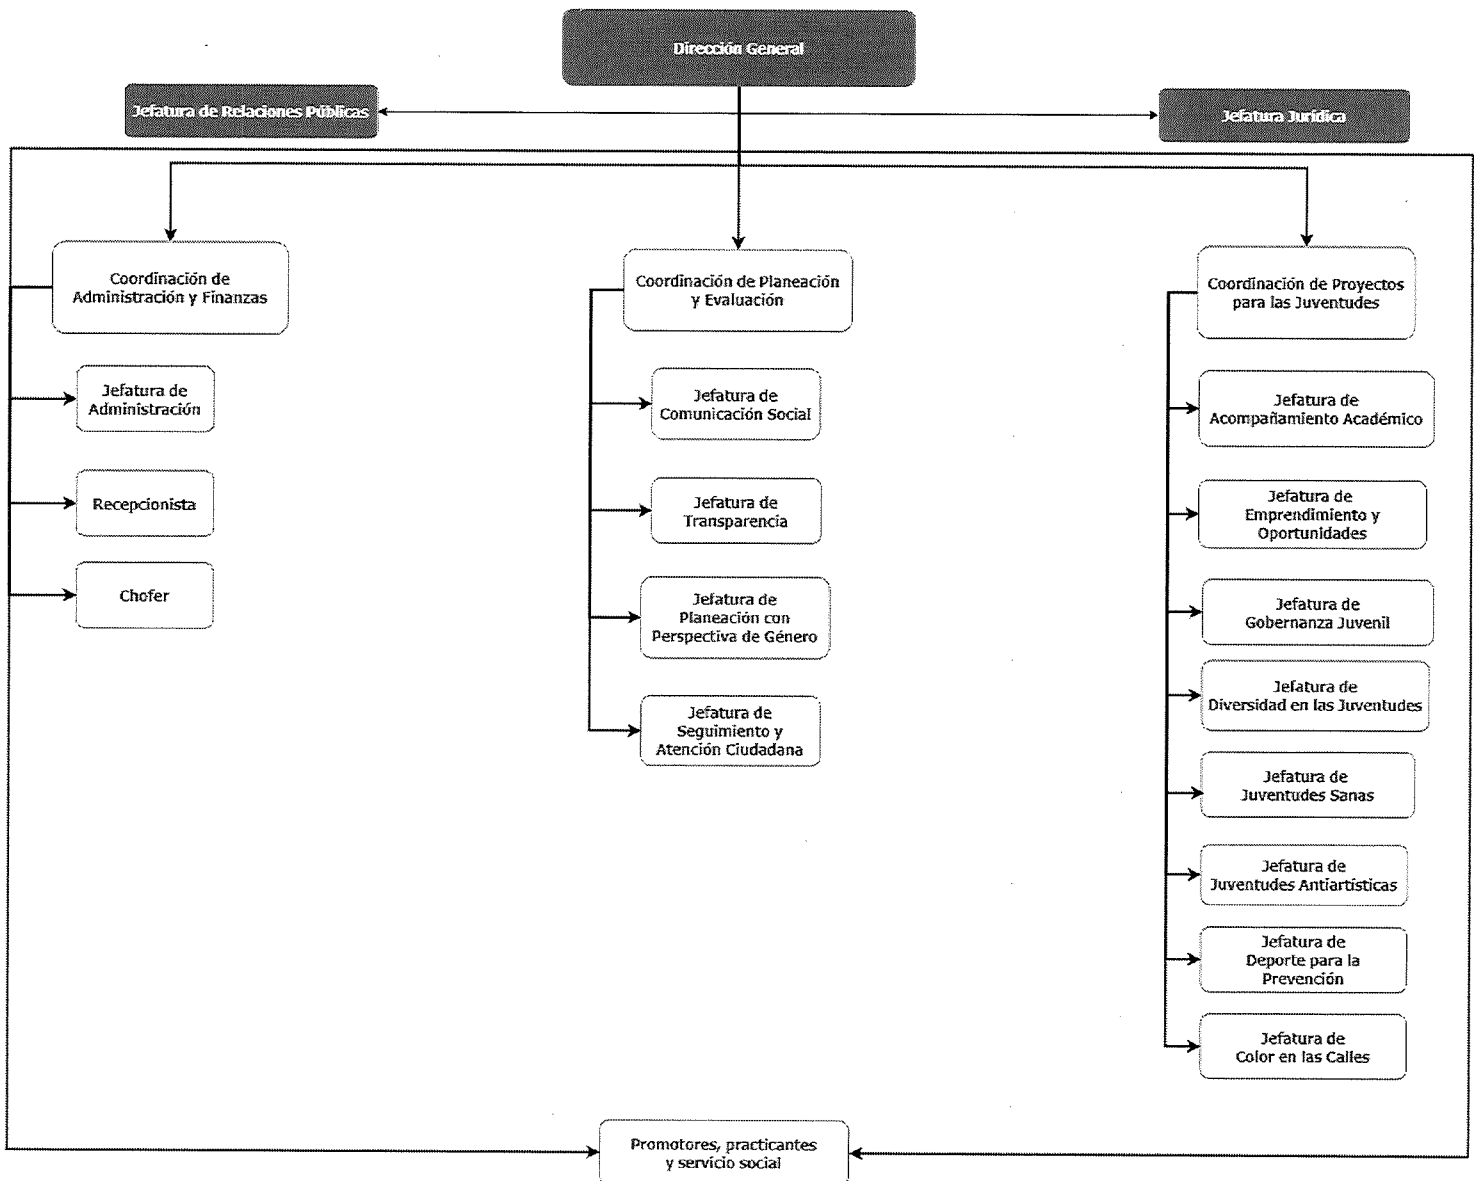 Dirección General
Jefatura de Relaciones Públicas
Jefatura Jurídica
Coordinación de
Administración y Finanzas
Jefatura de
Administración
Recepcionista
Chofer
Coordinación de Planeación
y Evaluación
Jefatura de
Comunicación Social
Jefatura de
Transparencia
Jefatura de
Planeación con
Perspectiva de Género
Jefatura de
Seguimiento y
Atención Ciudadana
Coordinación de Proyectos
para las Juventudes
Jefatura de
Acompañamiento Académico
Jefatura de
Emprendimiento y
Oportunidades
Jefatura de
Gobernanza Juvenil
Jefatura de
Diversidad en las Juventudes
Jefatura de
Juventudes Sanas
Jefatura de
Juventudes Antiartísticas
Jefatura de
Deporte para la
Prevención
Jefatura de
Color en las Calles
Promotores, practicantes
y servicio social